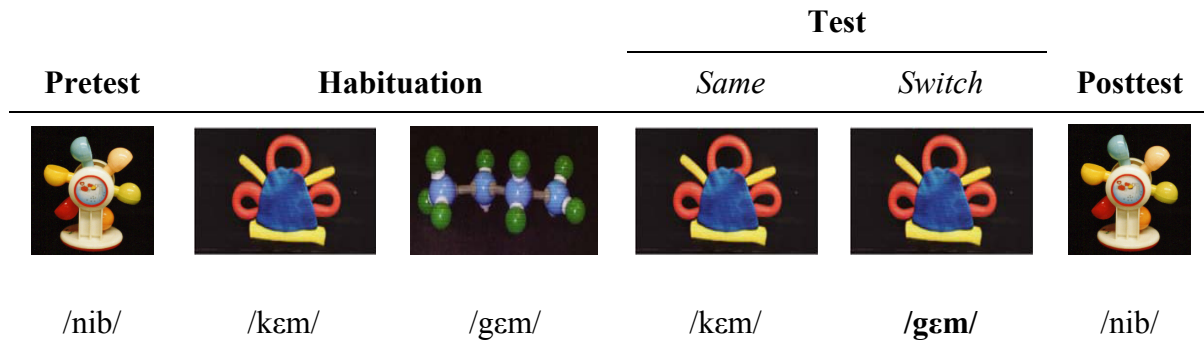 Test
Pretest Habituation Same Switch Posttest
/nib/ /kɛm/ /gɛm/ /kɛm/ /gɛm/ /nib/